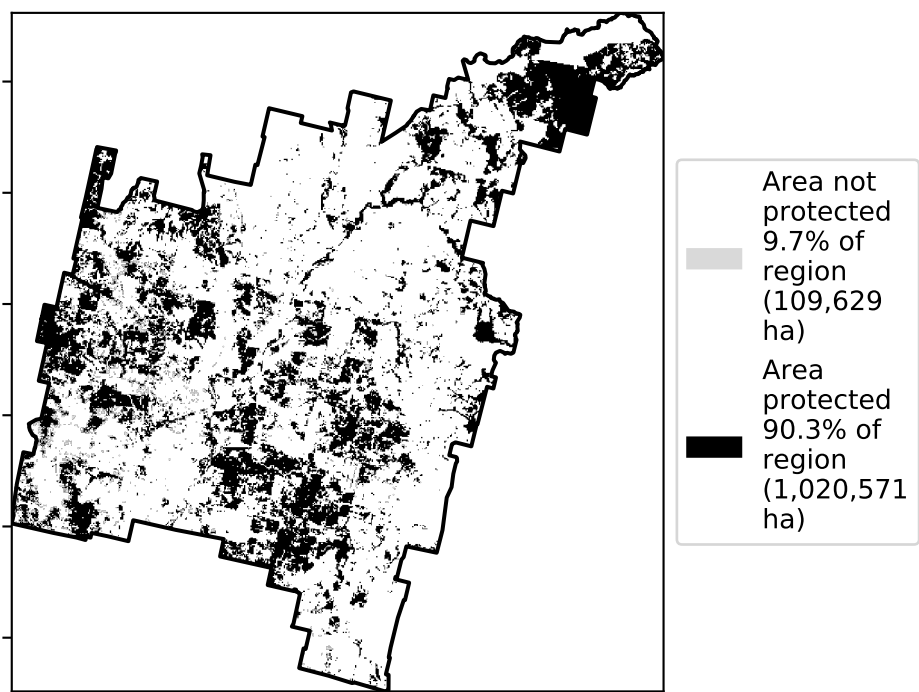 Area not
protected
9.7% of
region
(109,629
ha)
Area
protected
90.3% of
region
(1,020,571
ha)